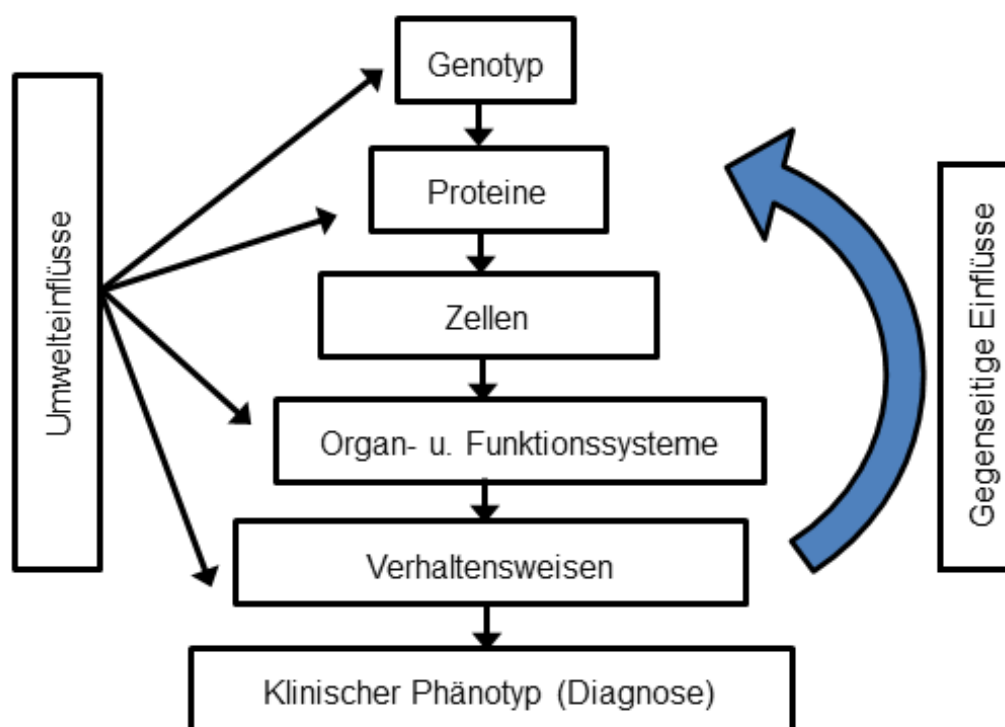 Genotyp
Proteine
Zellen
Organ- u. Funktionssysteme
Verhaltensweisen
Klinischer Phänotyp (Diagnose)
Umwelteinflüsse
Gegenseitige Einflüsse